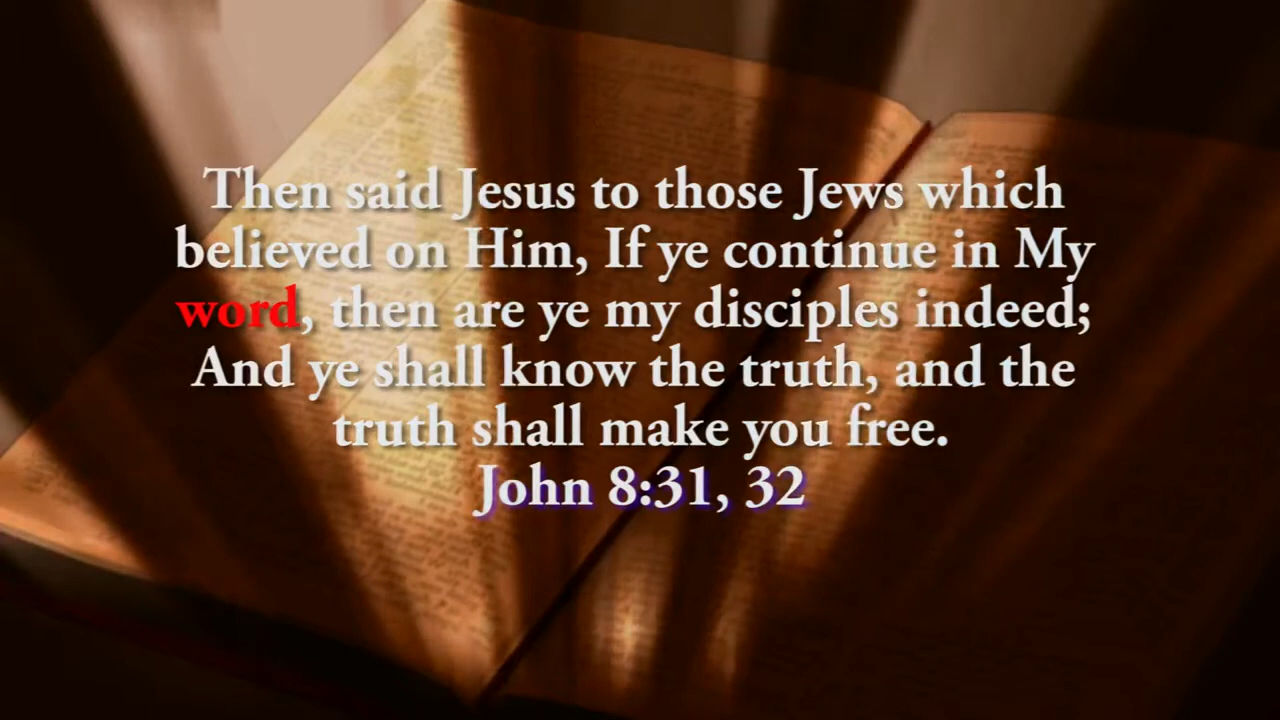 Then said Jesus to those Jews which
believed on Him, If ye continue in My
word, then are ye my disciples indeed;
And ye shall know the truth, and the
truth shall make you free.
John 8:31, 32